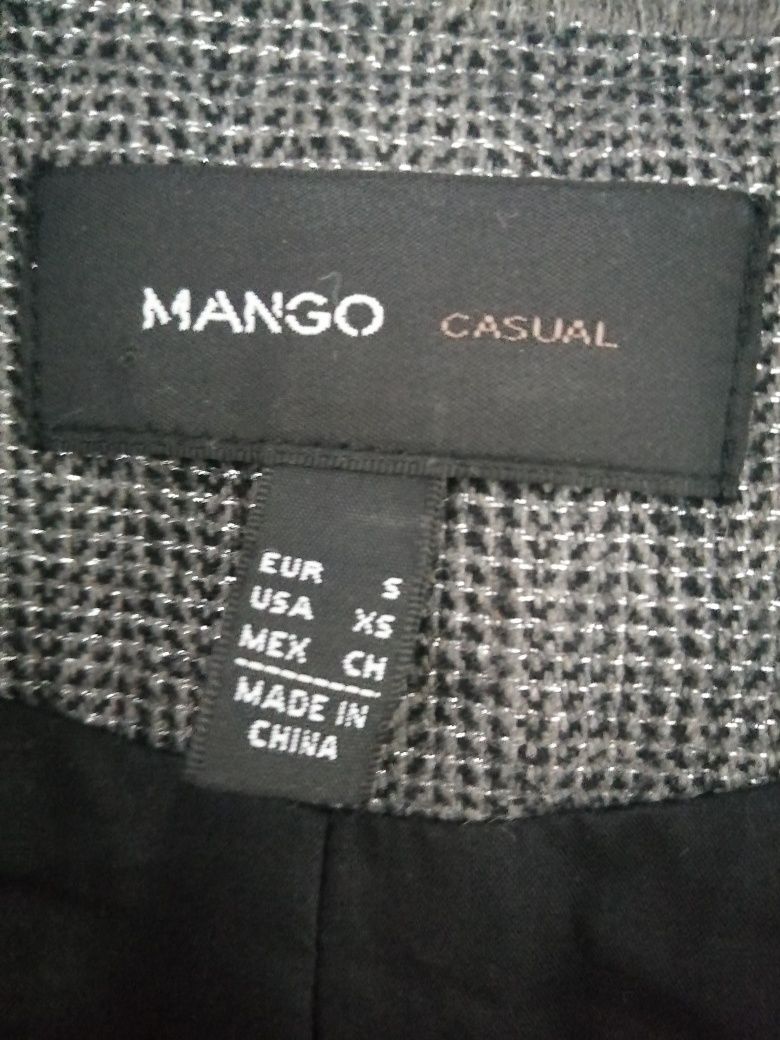 MANGO CASUAL
EUR S
USA XS
MEX CH
MADE IN
CHINA